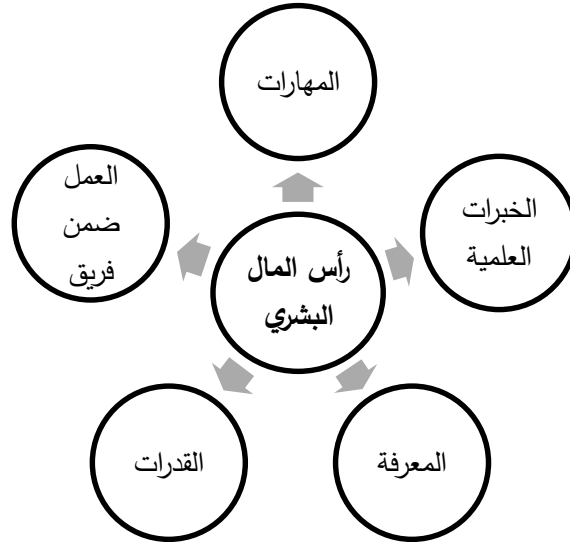 المهارات
الخبرات
العلمية
العمل
ضمن
فريق
رأس المال
البشري
المعرفة
القدرات